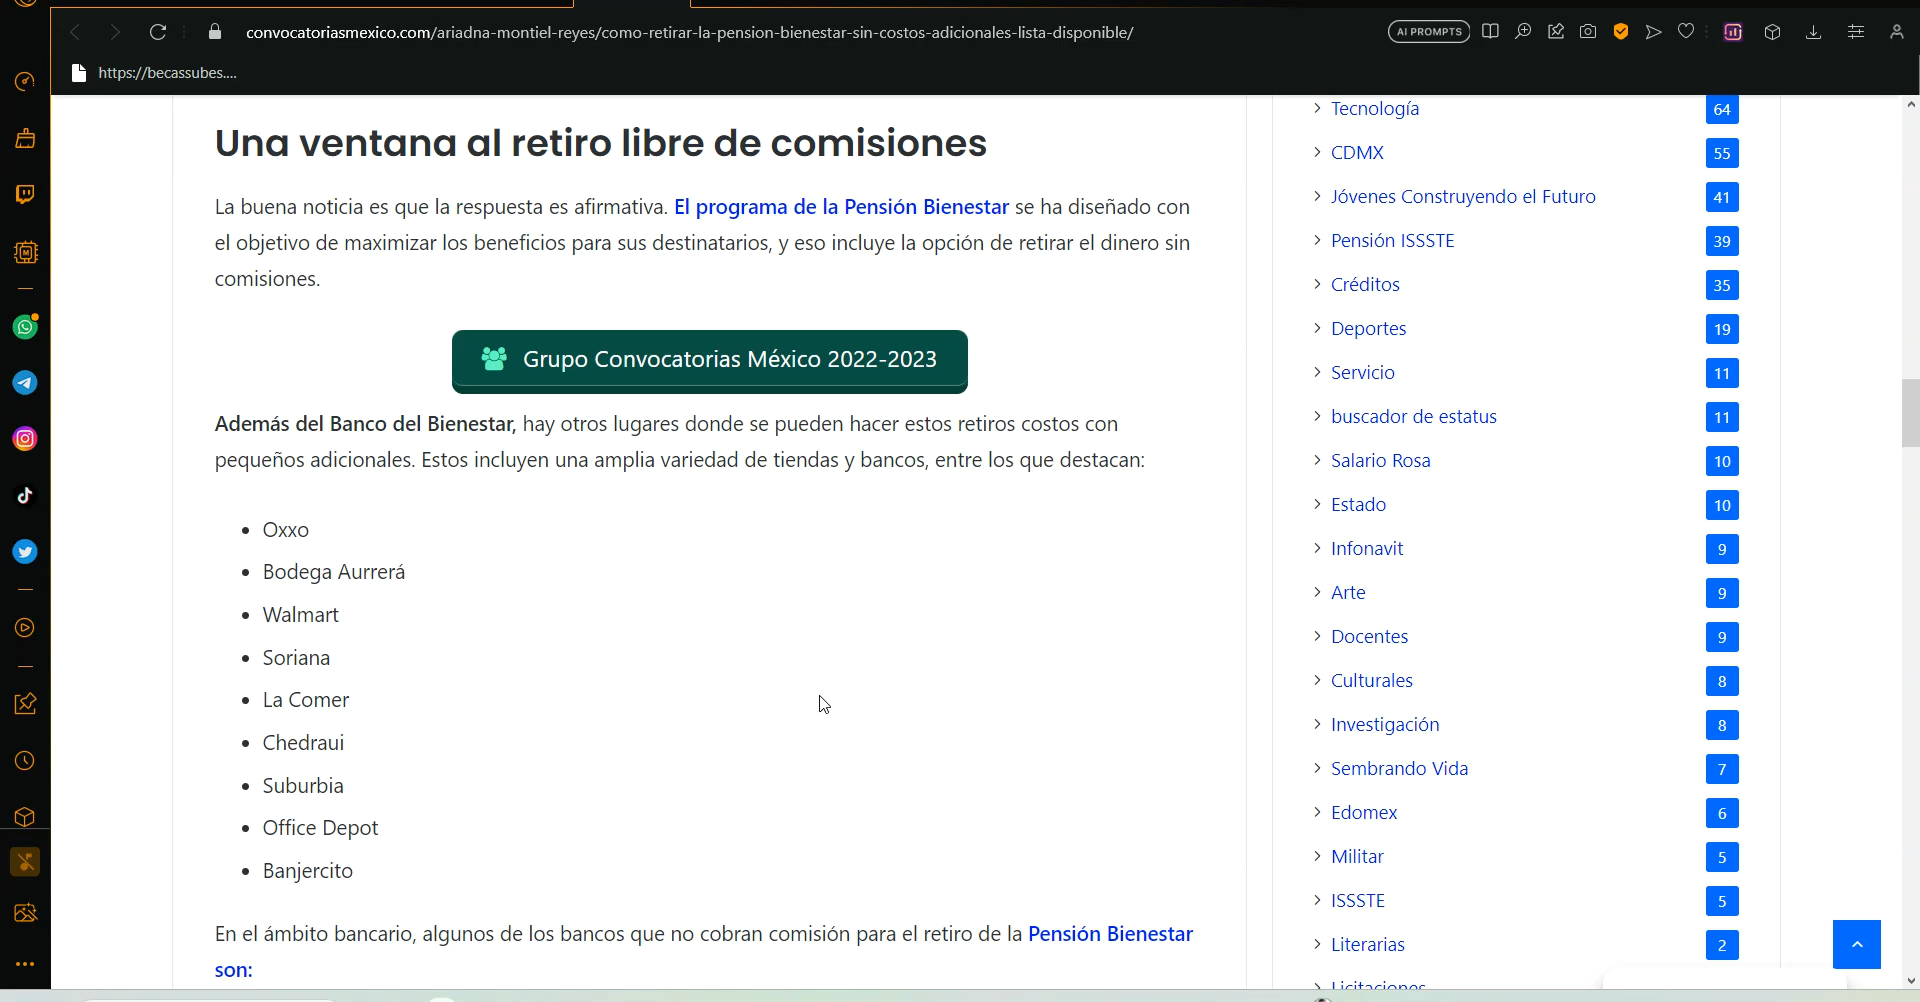 convocatoriasmexico.com/ariadna-montiel-reyes/como-retirar-la-pension-bienestar-sin-costos-adicionales-lista-disponible/
AI PROMPTS
https://becassubes....
Una ventana al retiro libre de comisiones
La buena noticia es que la respuesta es afirmativa. El programa de la Pensión Bienestar se ha diseñado con
el objetivo de maximizar los beneficios para sus destinatarios, y eso incluye la opción de retirar el dinero sin
comisiones.
Grupo Convocatorias México 2022-2023
Además del Banco del Bienestar, hay otros lugares donde se pueden hacer estos retiros costos con
pequeños adicionales. Estos incluyen una amplia variedad de tiendas y bancos, entre los que destacan:
• Oxxo
• Bodega Aurrerá
• Walmart
• Soriana
• La Comer
• Chedraui
• Suburbia
• Office Depot
• Banjercito
En el ámbito bancario, algunos de los bancos que no cobran comisión para el retiro de la Pensión Bienestar
son:
> Tecnología 64
> CDMX 55
> Jóvenes Construyendo el Futuro 41
> Pensión ISSSTE 39
> Créditos 35
> Deportes 19
> Servicio 11
> buscador de estatus 11
> Salario Rosa 10
> Estado 10
> Infonavit 9
> Arte 9
> Docentes 9
> Culturales 8
> Investigación 8
> Sembrando Vida 7
> Edomex 6
> Militar 5
> ISSSTE 5
> Literarias 2
> Licitaciones